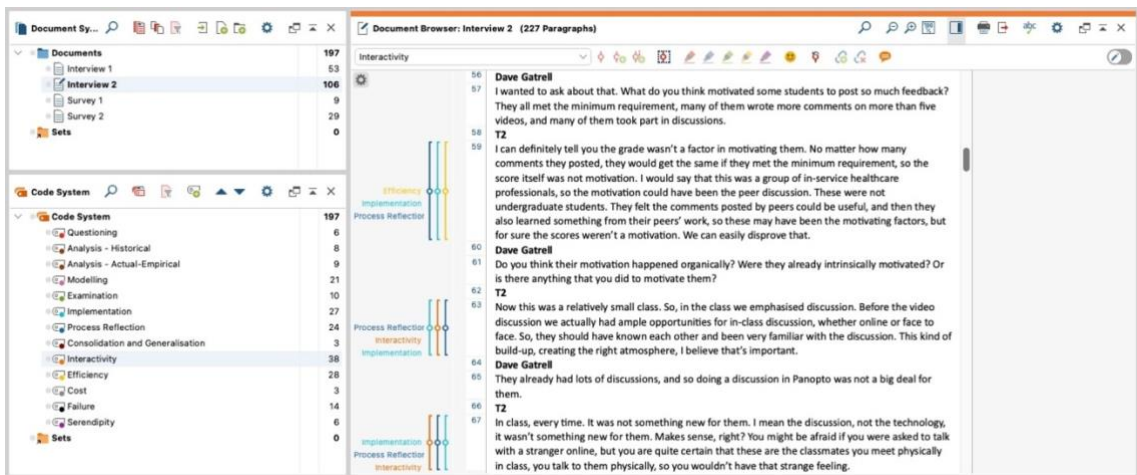 Document Sy...
Documents 197
Interview 1 53
Interview 2 106
Survey 1 9
Survey 2 29
Sets 0
Code System
Code System 197
Questioning 6
Analysis - Historical 8
Analysis - Actual-Empirical 9
Modelling 21
Examination 10
Implementation 27
Process Reflection 24
Consolidation and Generalisation 3
Interactivity 38
Efficiency 28
Cost 3
Failure 14
Serendipity 6
Sets 0
Document Browser: Interview 2 (227 Paragraphs)
abc
Interactivity
56 Dave Gatrell
57 I wanted to ask about that. What do you think motivated some students to post so much feedback?
They all met the minimum requirement, many of them wrote more comments on more than five
videos, and many of them took part in discussions.
58 T2
59 I can definitely tell you the grade wasn't a factor in motivating them. No matter how many
comments they posted, they would get the same if they met the minimum requirement, so the
score itself was not motivation. I would say that this was a group of in-service healthcare
Efficiency
professionals, so the motivation could have been the peer discussion. These were not
Implementation
undergraduate students. They felt the comments posted by peers could be useful, and then they
Process Reflection
also learned something from their peers' work, so these may have been the motivating factors, but
for sure the scores weren't a motivation. We can easily disprove that.
60 Dave Gatrell
61 Do you think their motivation happened organically? Were they already intrinsically motivated? Or
is there anything that you did to motivate them?
62 T2
63 Now this was a relatively small class. So, in the class we emphasised discussion. Before the video
Process Reflection
discussion we actually had ample opportunities for in-class discussion, whether online or face to
Interactivity
face. So, they should have known each other and been very familiar with the discussion. This kind of
Implementation
build-up, creating the right atmosphere, I believe that's important.
64 Dave Gatrell
65 They already had lots of discussions, and so doing a discussion in Panopto was not a big deal for
them.
66 T2
67 In class, every time. It was not something new for them. I mean the discussion, not the technology,
Implementation
it wasn't something new for them. Makes sense, right? You might be afraid if you were asked to talk
Process Reflection
with a stranger online, but you are quite certain that these are the classmates you meet physically
Interactivity
in class, you talk to them physically, so you wouldn't have that strange feeling.